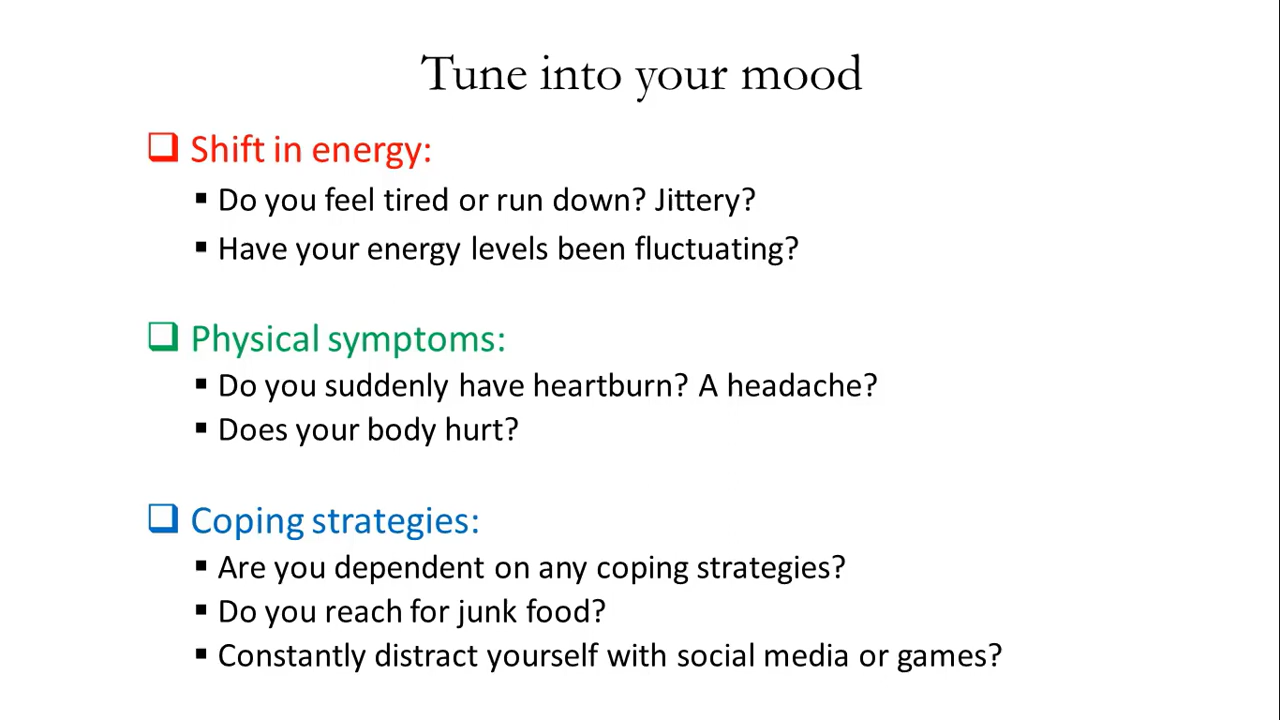 Tune into your mood
❑ Shift in energy:
▪ Do you feel tired or run down? Jittery?
▪ Have your energy levels been fluctuating?
❑ Physical symptoms:
▪ Do you suddenly have heartburn? A headache?
▪ Does your body hurt?
❑ Coping strategies:
▪ Are you dependent on any coping strategies?
▪ Do you reach for junk food?
▪ Constantly distract yourself with social media or games?